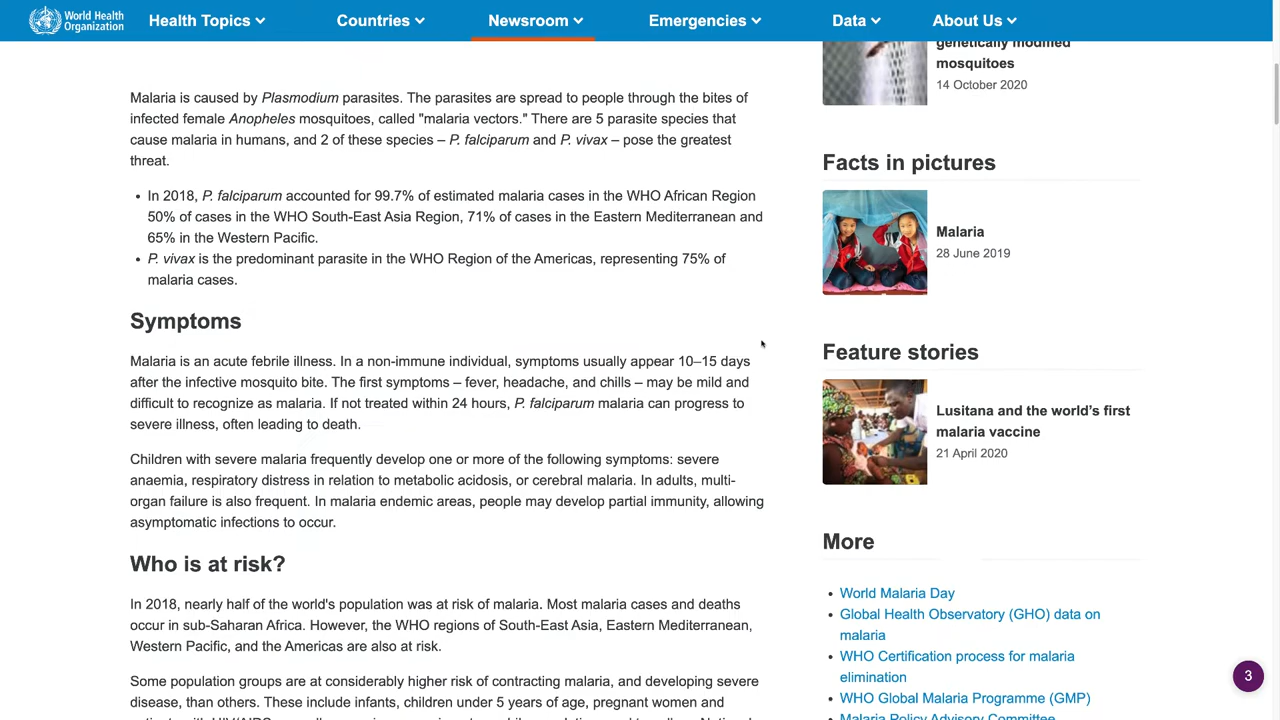 World Health
Organization
Health Topics
Countries
Newsroom
Emergencies
Data
About Us
Malaria is caused by Plasmodium parasites. The parasites are spread to people through the bites of
infected female Anopheles mosquitoes, called "malaria vectors." There are 5 parasite species that
cause malaria in humans, and 2 of these species – P. falciparum and P. vivax – pose the greatest
threat.
• In 2018, P. falciparum accounted for 99.7% of estimated malaria cases in the WHO African Region
50% of cases in the WHO South-East Asia Region, 71% of cases in the Eastern Mediterranean and
65% in the Western Pacific.
• P. vivax is the predominant parasite in the WHO Region of the Americas, representing 75% of
malaria cases.
Symptoms
Malaria is an acute febrile illness. In a non-immune individual, symptoms usually appear 10–15 days
after the infective mosquito bite. The first symptoms – fever, headache, and chills – may be mild and
difficult to recognize as malaria. If not treated within 24 hours, P. falciparum malaria can progress to
severe illness, often leading to death.
Children with severe malaria frequently develop one or more of the following symptoms: severe
anaemia, respiratory distress in relation to metabolic acidosis, or cerebral malaria. In adults, multi-
organ failure is also frequent. In malaria endemic areas, people may develop partial immunity, allowing
asymptomatic infections to occur.
Who is at risk?
In 2018, nearly half of the world's population was at risk of malaria. Most malaria cases and deaths
occur in sub-Saharan Africa. However, the WHO regions of South-East Asia, Eastern Mediterranean,
Western Pacific, and the Americas are also at risk.
Some population groups are at considerably higher risk of contracting malaria, and developing severe
disease, than others. These include infants, children under 5 years of age, pregnant women and
genetically modified
mosquitoes
14 October 2020
Facts in pictures
Malaria
28 June 2019
Feature stories
Lusitana and the world's first
malaria vaccine
21 April 2020
More
• World Malaria Day
• Global Health Observatory (GHO) data on
malaria
• WHO Certification process for malaria
elimination
• WHO Global Malaria Programme (GMP)
• Malaria Policy Advisory Committee
3